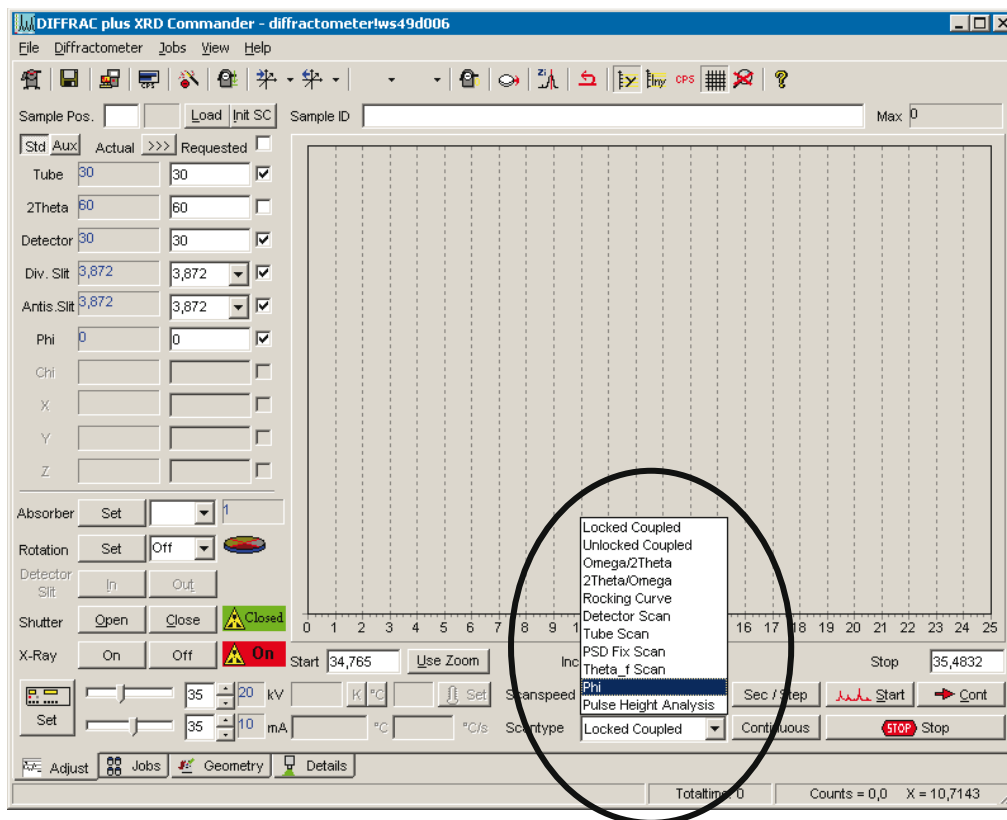 DIFFRAC plus XRD Commander - diffractometer!ws49d006
File Diffractometer Jobs View Help
CPS
Sample Pos. Load Init SC Sample ID Max 0
Std Aux Actual >>> Requested
Tube 30 30
2Theta 60 60
Detector 30 30
Div. Slit 3,872 3,872
Antis.Slit 3,872 3,872
Phi 0 0
Chi
X
Y
Z
Absorber Set 1
Rotation Set Off
Detector Slit In Out
Shutter Open Close Closed
X-Ray On Off On
0 1 2 3 4 5 6 7 8 9 16 17 18 19 20 21 22 23 24 25
Locked Coupled
Unlocked Coupled
Omega/2Theta
2Theta/Omega
Rocking Curve
Detector Scan
Tube Scan
PSD Fix Scan
Theta_f Scan
Phi
Pulse Height Analysis
Start 34,765 Use Zoom Stop 35,4832
35 20 kV K °C Set Scanspeed Sec / Step Start Cont
Set 35 10 mA °C °C/s Scantype Locked Coupled Continuous STOP Stop
Adjust Jobs Geometry Details
Totaltime: 0 Counts = 0,0 X = 10,7143